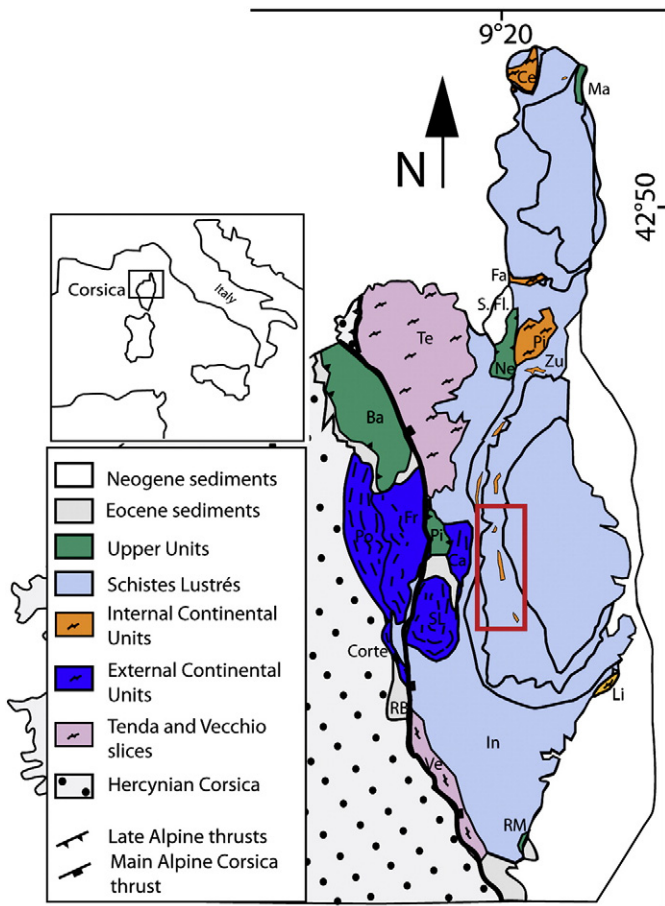 9°20
Ce
Ma
N
42°50
Corsica
Italy
Fa
S. Fl.
Te
Pi
Ne
Zu
Ba
Po
Fr
Pi
Ca
SL
Corte
RB
Li
In
Ve
RM
Neogene sediments
Eocene sediments
Upper Units
Schistes Lustrés
Internal Continental
Units
External Continental
Units
Tenda and Vecchio
slices
Hercynian Corsica
Late Alpine thrusts
Main Alpine Corsica
thrust